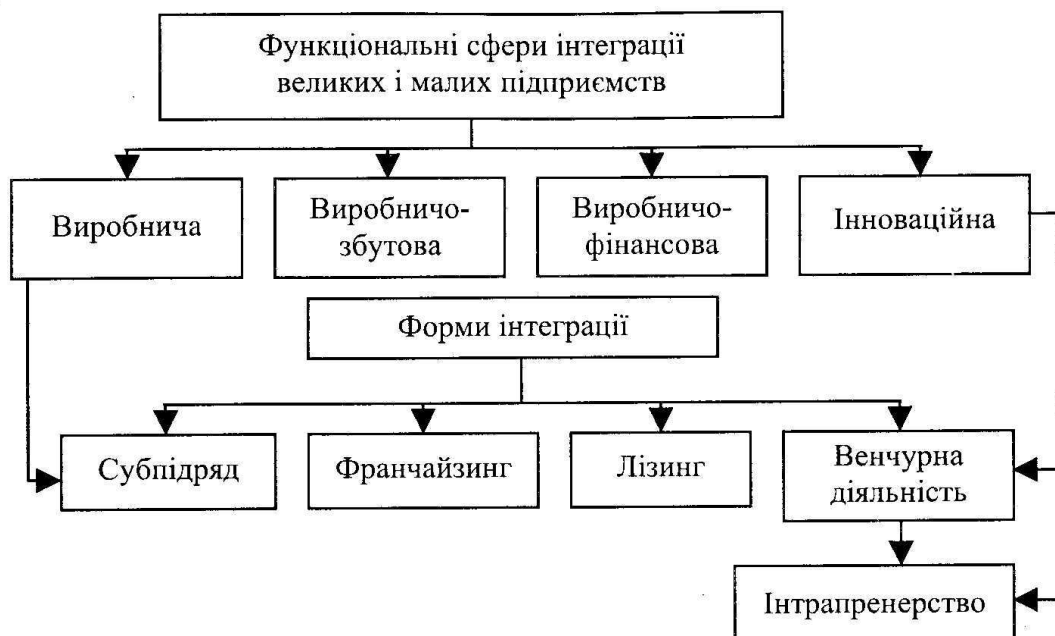 Функціональні сфери інтеграції
великих і малих підприємств
Виробнича
Виробничо-
збутова
Виробничо-
фінансова
Інноваційна
Форми інтеграції
Субпідряд
Франчайзинг
Лізинг
Венчурна
діяльність
Інтрапренерство